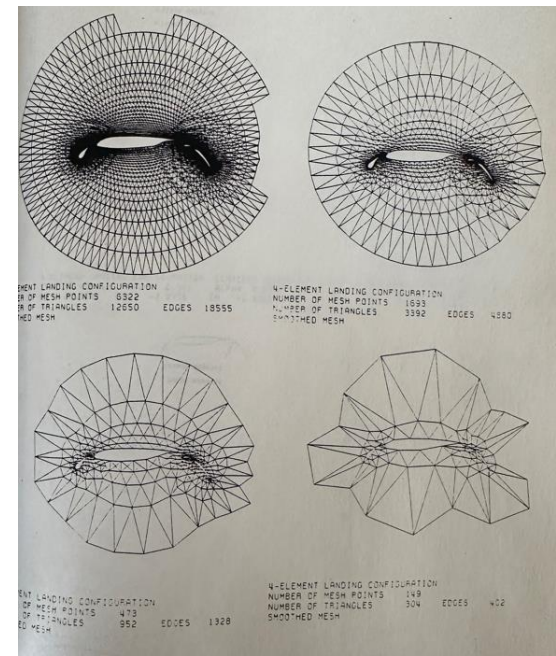 EMENT LANDING CONFIGURATION
ER OF MESH POINTS 6322
ER OF TRIANGLES 12650 EDGES 18555
THED MESH
4-ELEMENT LANDING CONFIGURATION
NUMBER OF MESH POINTS 1693
NUMBER OF TRIANGLES 3392 EDGES 4880
SMOOTHED MESH
ENT LANDING CONFIGURATION
OF MESH POINTS 473
OF TRIANGLES 952 EDGES 1328
ED MESH
4-ELEMENT LANDING CONFIGURATION
NUMBER OF MESH POINTS 149
NUMBER OF TRIANGLES 304 EDGES 402
SMOOTHED MESH